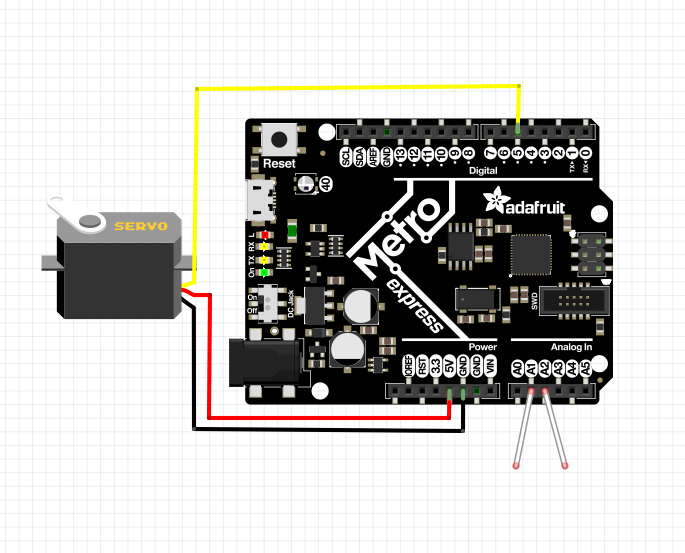 SCL
SDA
AREF
GND
13
12
11
10
9
8
7
6
5
4
3
2
1
0
TX
RX
Reset
Digital
40
adafruit
SERVO
L
RX
TX
On
Metro
express
On
Off
DC Jack
SWD
Power
Analog In
IOREF
RST
3.3
5V
GND
GND
VIN
A0
A1
A2
A3
A4
A5